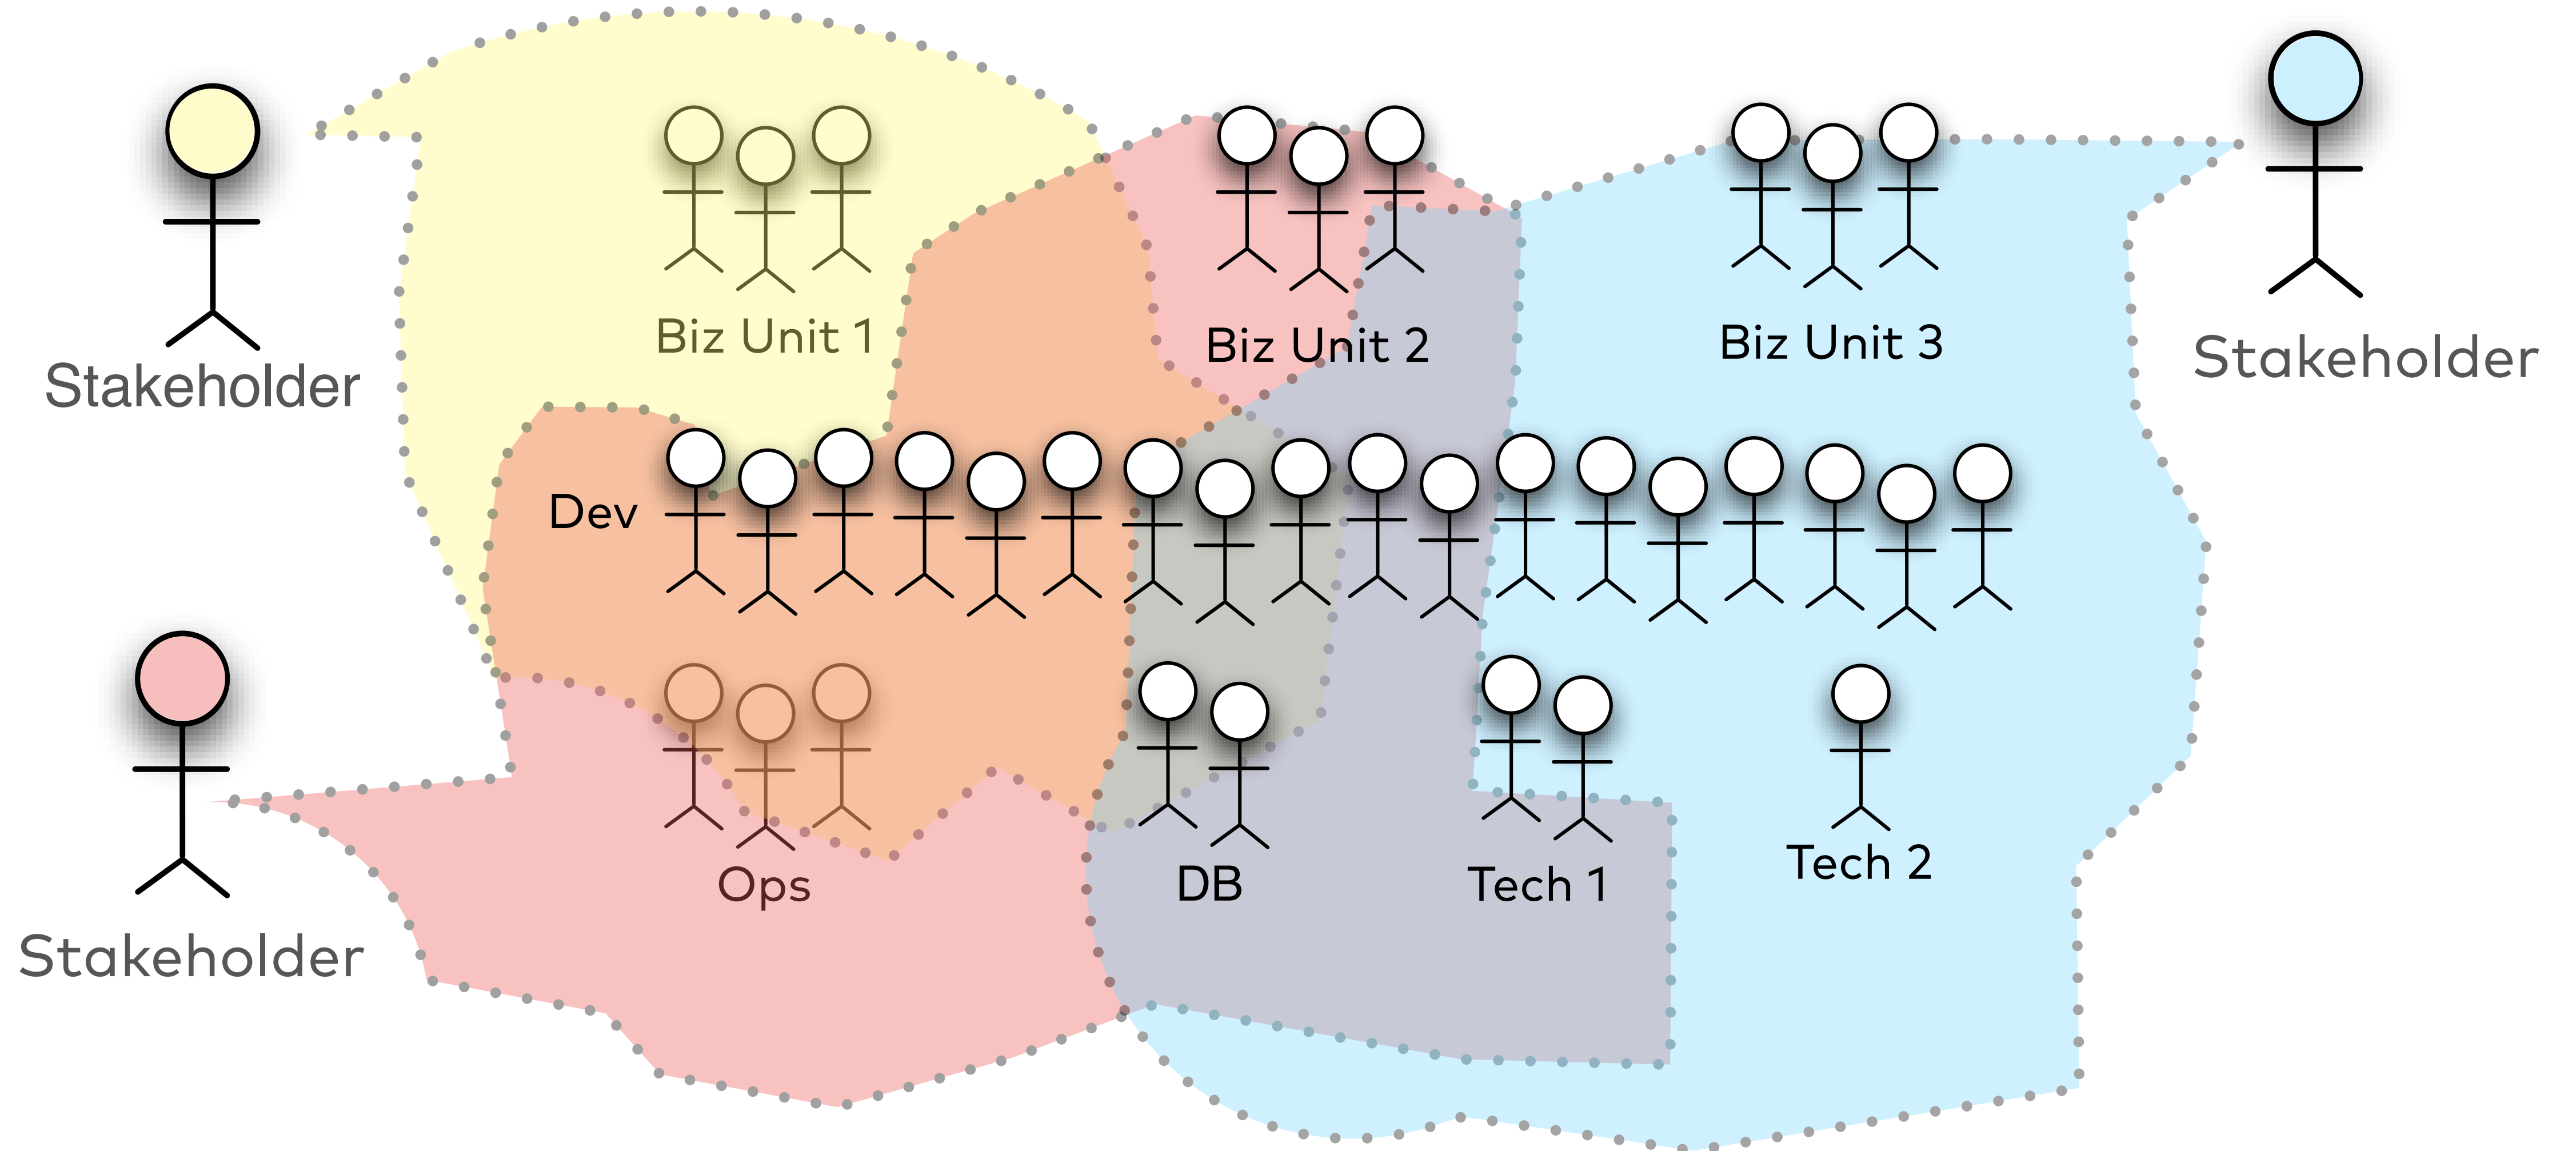 Biz Unit 1
Biz Unit 2
Biz Unit 3
Stakeholder
Stakeholder
Dev
Ops
DB
Tech 1
Tech 2
Stakeholder